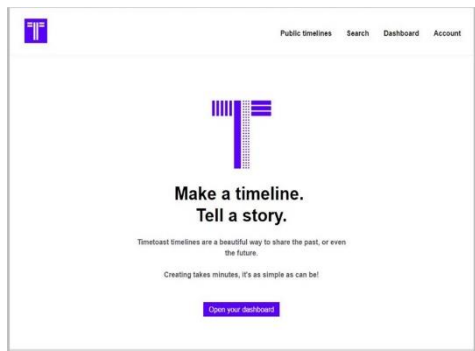 Public timelines Search Dashboard Account
Make a timeline.
Tell a story.
Timetoast timelines are a beautiful way to share the past, or even
the future.
Creating takes minutes, it's as simple as can be!
Open your dashboard